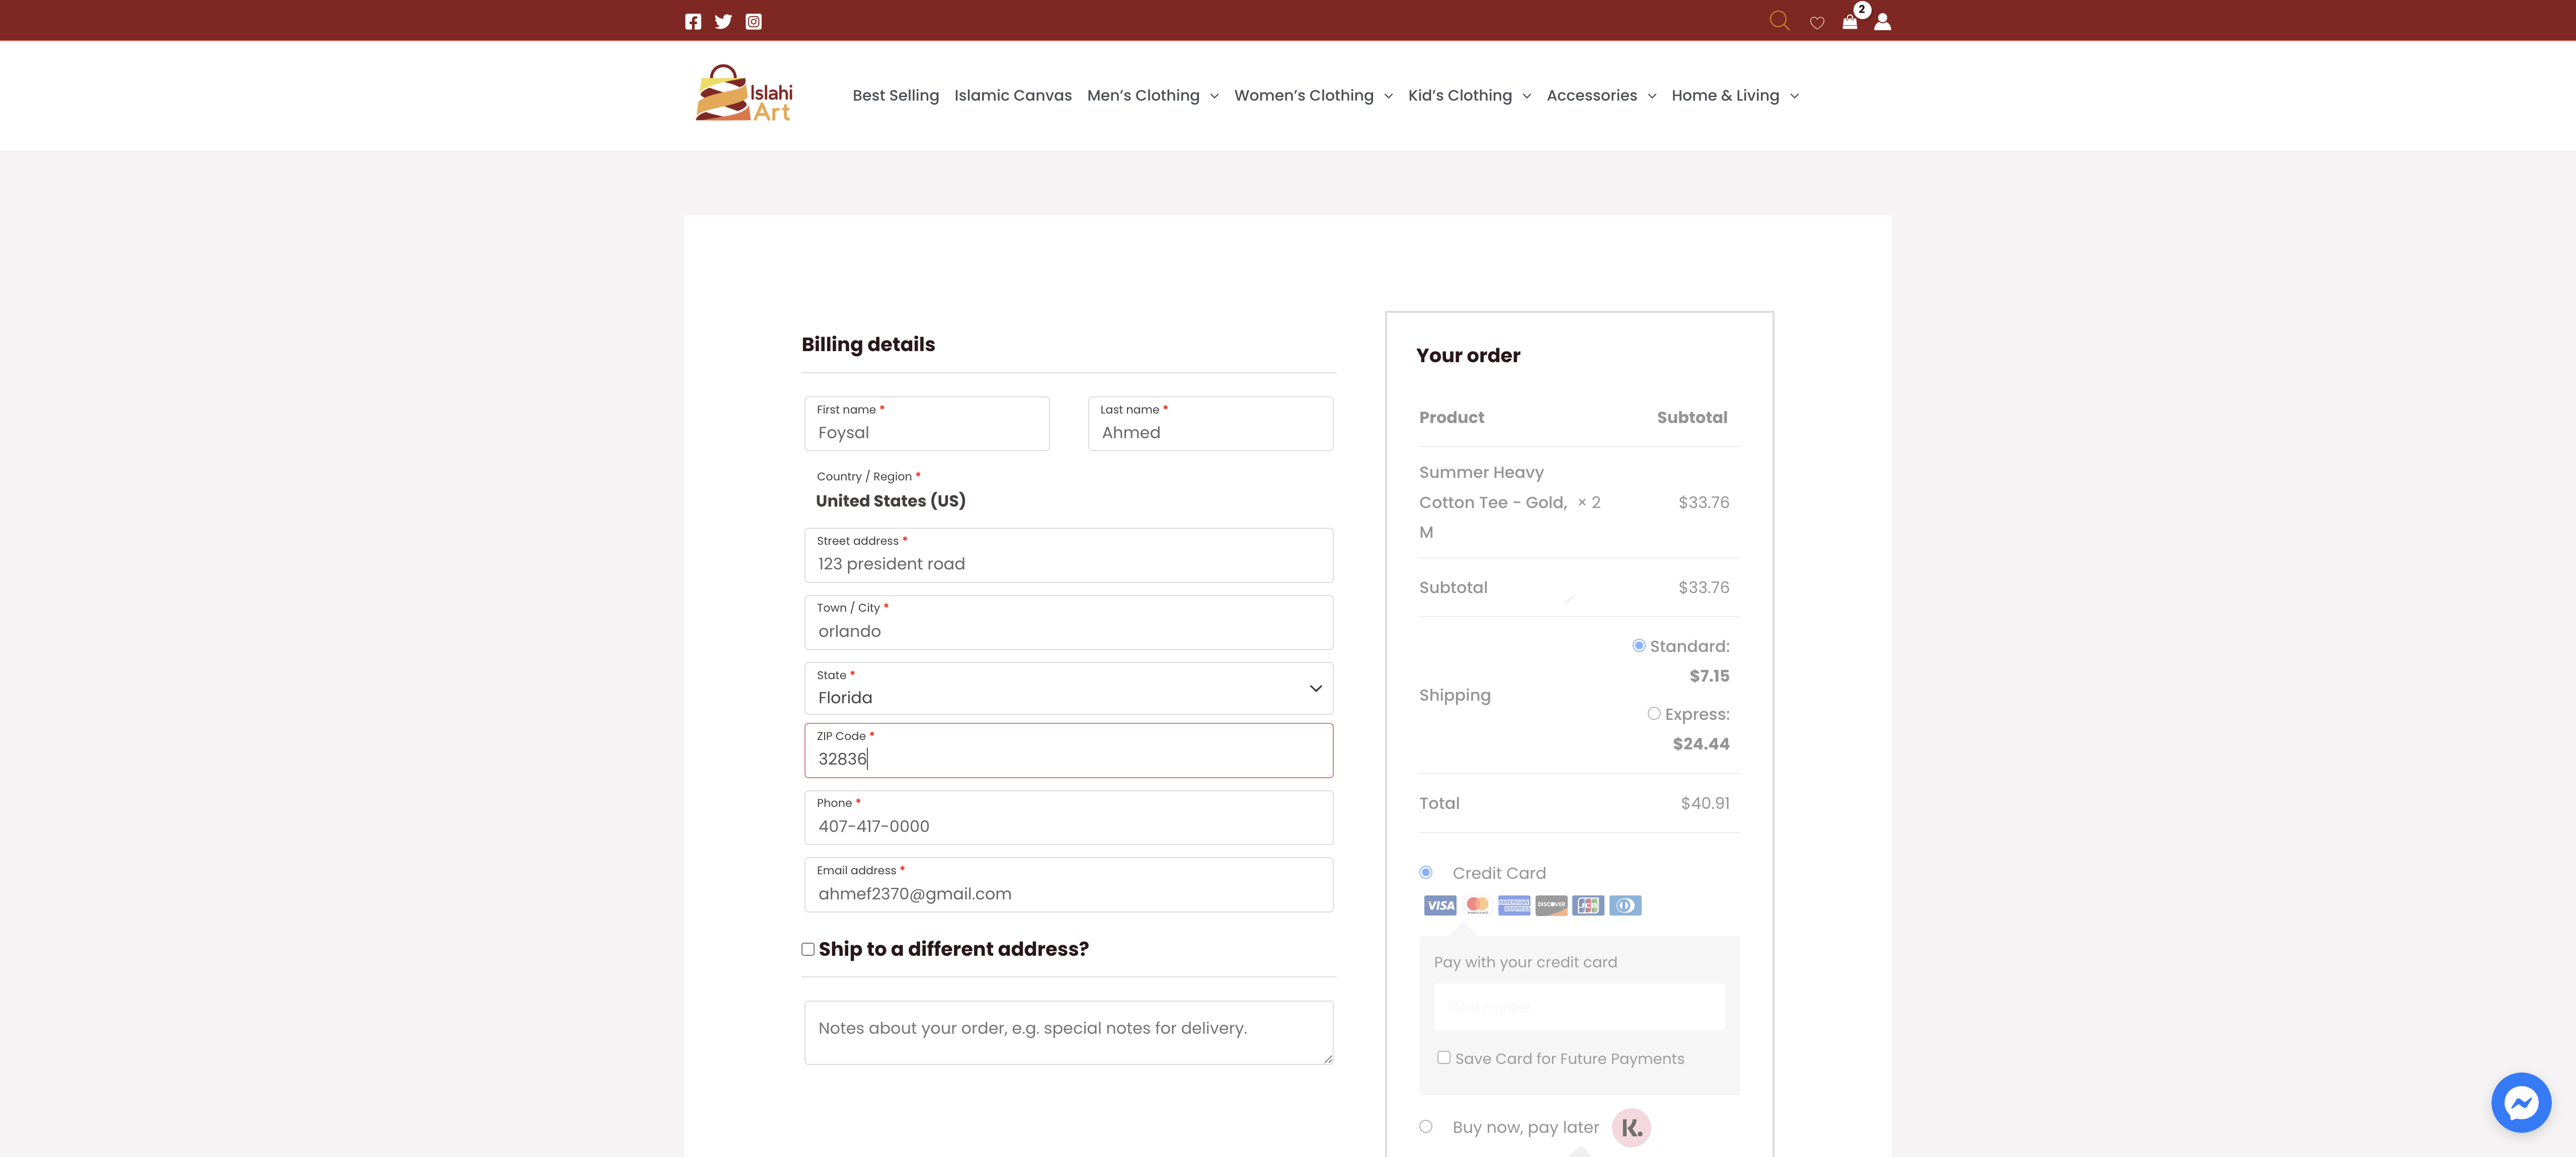 2
Islahi
Art
Best Selling Islamic Canvas Men’s Clothing Women’s Clothing Kid’s Clothing Accessories Home & Living
Billing details
First name *
Foysal
Last name *
Ahmed
Country / Region *
United States (US)
Street address *
123 president road
Town / City *
orlando
State *
Florida
ZIP Code *
32836
Phone *
407-417-0000
Email address *
ahmef2370@gmail.com
Ship to a different address?
Notes about your order, e.g. special notes for delivery.
Your order
Product Subtotal
Summer Heavy
Cotton Tee - Gold, × 2 $33.76
M
Subtotal $33.76
Standard:
$7.15
Shipping
Express:
$24.44
Total $40.91
Credit Card
VISA mastercard AMERICAN EXPRESS DISCOVER JCB
Pay with your credit card
Card number
Save Card for Future Payments
Buy now, pay later K.